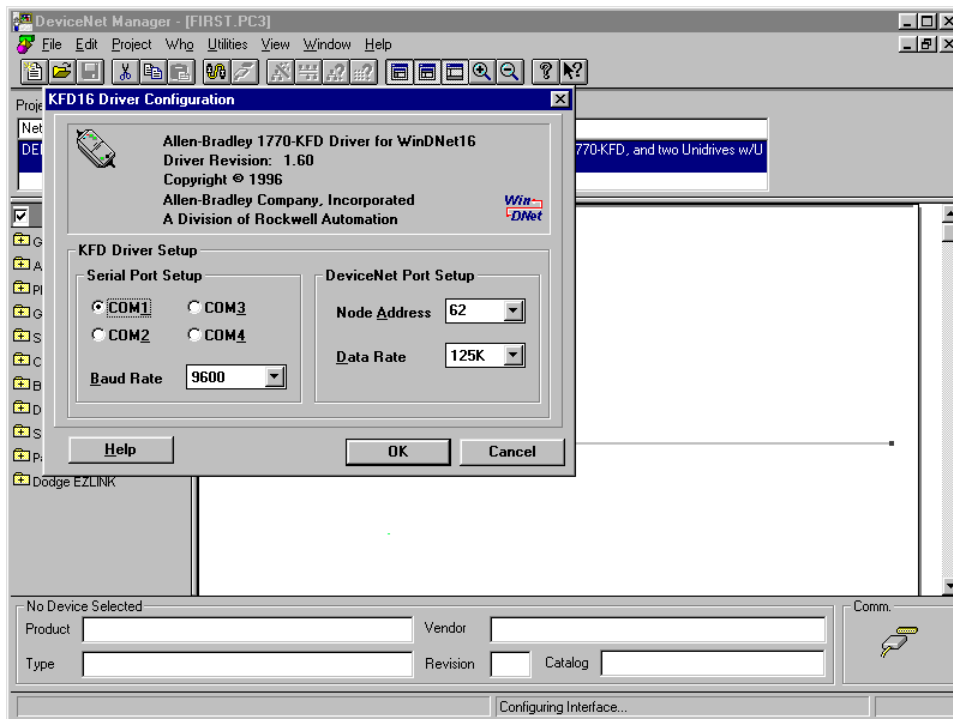 DeviceNet Manager - [FIRST.PC3]
File Edit Project Who Utilities View Window Help
KFD16 Driver Configuration
Net
770-KFD, and two Unidrives w/U
Allen-Bradley 1770-KFD Driver for WinDNet16
Driver Revision: 1.60
Copyright © 1996
Allen-Bradley Company, Incorporated
A Division of Rockwell Automation
Win
DNet
KFD Driver Setup
Serial Port Setup
COM1 COM3
COM2 COM4
Baud Rate 9600
DeviceNet Port Setup
Node Address 62
Data Rate 125K
Help OK Cancel
Dodge EZLINK
No Device Selected
Product Vendor
Type Revision Catalog
Comm.
Configuring Interface...